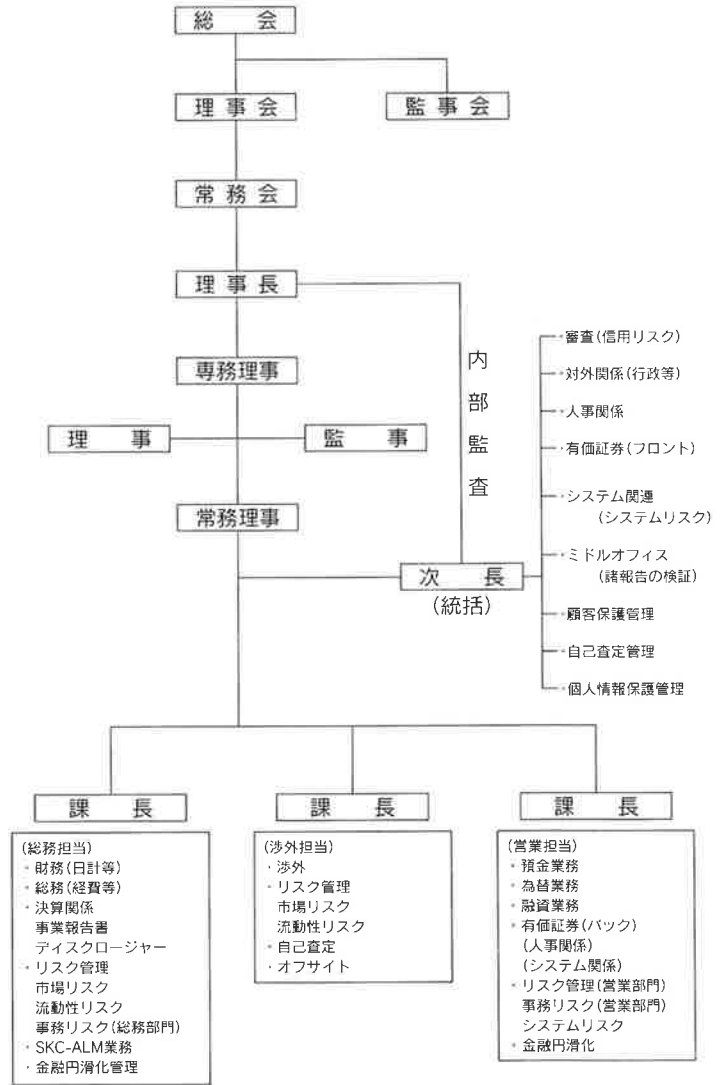 総　会
理事会
監事会
常務会
理事長
内部監査
専務理事
理　事
監　事
常務理事
次　長
(統括)
・審査(信用リスク)
・対外関係(行政等)
・人事関係
・有価証券(フロント)
・システム関連
(システムリスク)
・ミドルオフィス
(諸報告の検証)
・顧客保護管理
・自己査定管理
・個人情報保護管理
課　長
(総務担当)
・財務(日計等)
・総務(経費等)
・決算関係
事業報告書
ディスクロージャー
・リスク管理
市場リスク
流動性リスク
事務リスク(総務部門)
・SKC-ALM業務
・金融円滑化管理
課　長
(渉外担当)
・渉外
・リスク管理
市場リスク
流動性リスク
・自己査定
・オフサイト
課　長
(営業担当)
・預金業務
・為替業務
・融資業務
・有価証券(バック)
(人事関係)
(システム関係)
・リスク管理(営業部門)
事務リスク(営業部門)
システムリスク
・金融円滑化